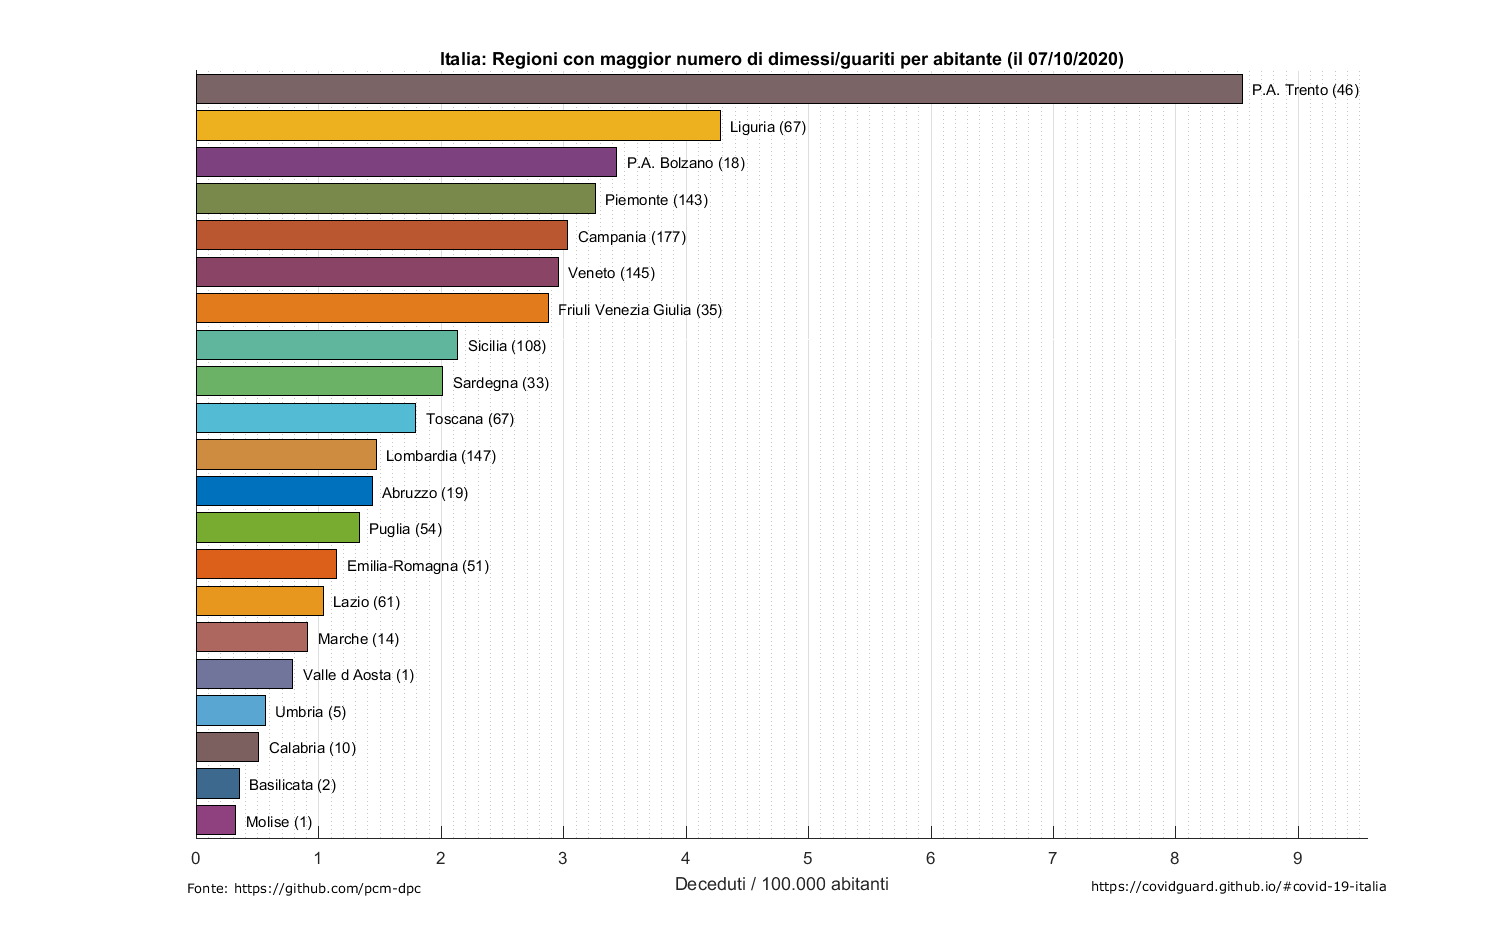 Italia: Regioni con maggior numero di dimessi/guariti per abitante (il 07/10/2020)
P.A. Trento (46)
Liguria (67)
P.A. Bolzano (18)
Piemonte (143)
Campania (177)
Veneto (145)
Friuli Venezia Giulia (35)
Sicilia (108)
Sardegna (33)
Toscana (67)
Lombardia (147)
Abruzzo (19)
Puglia (54)
Emilia-Romagna (51)
Lazio (61)
Marche (14)
Valle d Aosta (1)
Umbria (5)
Calabria (10)
Basilicata (2)
Molise (1)
0 1 2 3 4 5 6 7 8 9
Deceduti / 100.000 abitanti
Fonte: https://github.com/pcm-dpc
https://covidguard.github.io/#covid-19-italia